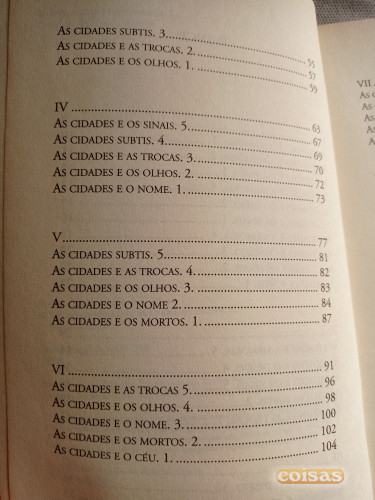 As cidades subtis. 3. 55
As cidades e as trocas. 2. 57
As cidades e os olhos. 1. 59
IV 63
As cidades e os sinais. 5. 67
As cidades subtis. 4. 69
As cidades e as trocas. 3. 70
As cidades e os olhos. 2. 72
As cidades e o nome. 1. 73
V 77
As cidades subtis. 5. 81
As cidades e as trocas. 4. 82
As cidades e os olhos. 3. 83
As cidades e o nome 2. 84
As cidades e os mortos. 1. 87
VI 91
As cidades e as trocas 5. 96
As cidades e os olhos. 4. 98
As cidades e o nome. 3. 100
As cidades e os mortos. 2. 102
As cidades e o céu. 1. 104
VII
As
As
As
As
coisas